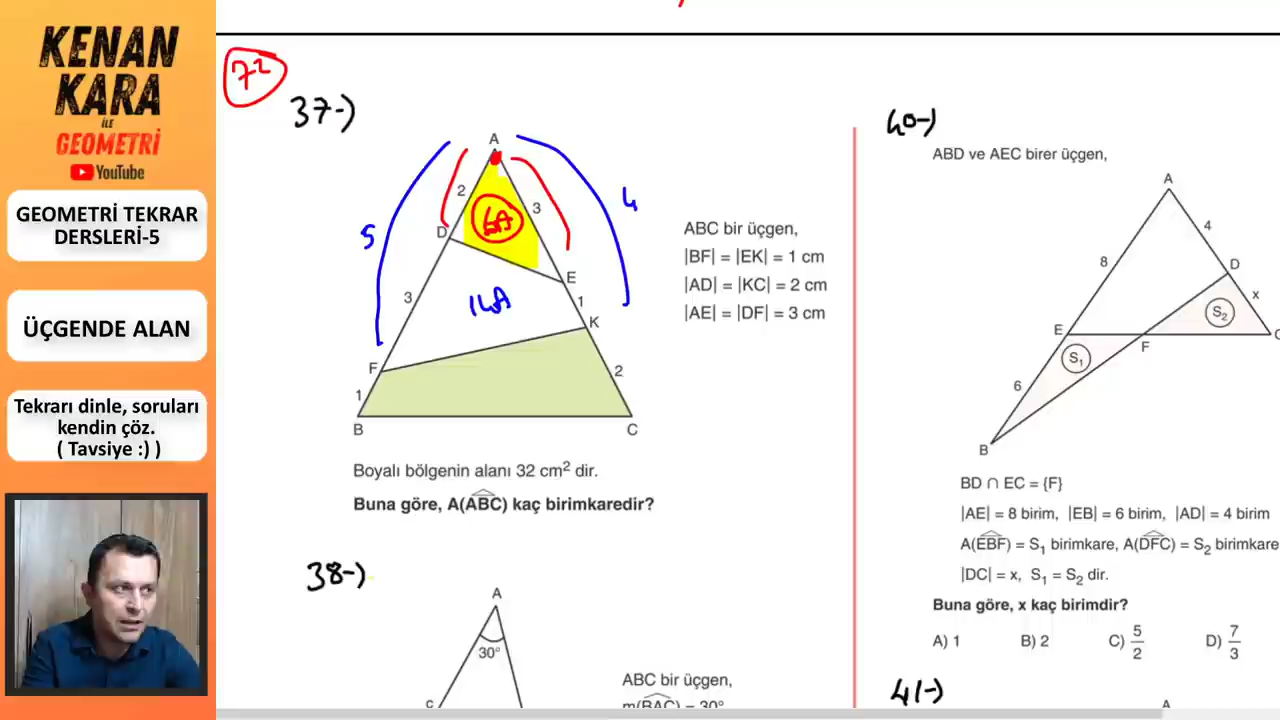 KENAN
KARA
İLE
GEOMETRİ
YouTube
GEOMETRİ TEKRAR
DERSLERİ-5
ÜÇGENDE ALAN
Tekrarı dinle, soruları
kendin çöz.
( Tavsiye :) )
7²
37-)
A
2
3
6A
5
4
D
E
3
14A
1
K
F
2
1
B
C
ABC bir üçgen,
|BF| = |EK| = 1 cm
|AD| = |KC| = 2 cm
|AE| = |DF| = 3 cm
Boyalı bölgenin alanı 32 cm² dir.
Buna göre, A(ABC) kaç birimkaredir?
38-)
A
30°
C
ABC bir üçgen,
m(BAC) = 30°
40-)
ABD ve AEC birer üçgen,
A
4
8
D
x
S₂
E
F
C
S₁
6
B
BD ∩ EC = {F}
|AE| = 8 birim, |EB| = 6 birim, |AD| = 4 birim
A(EBF) = S₁ birimkare, A(DFC) = S₂ birimkare
|DC| = x, S₁ = S₂ dir.
Buna göre, x kaç birimdir?
A) 1 B) 2 C) 5/2 D) 7/3
41-)
A